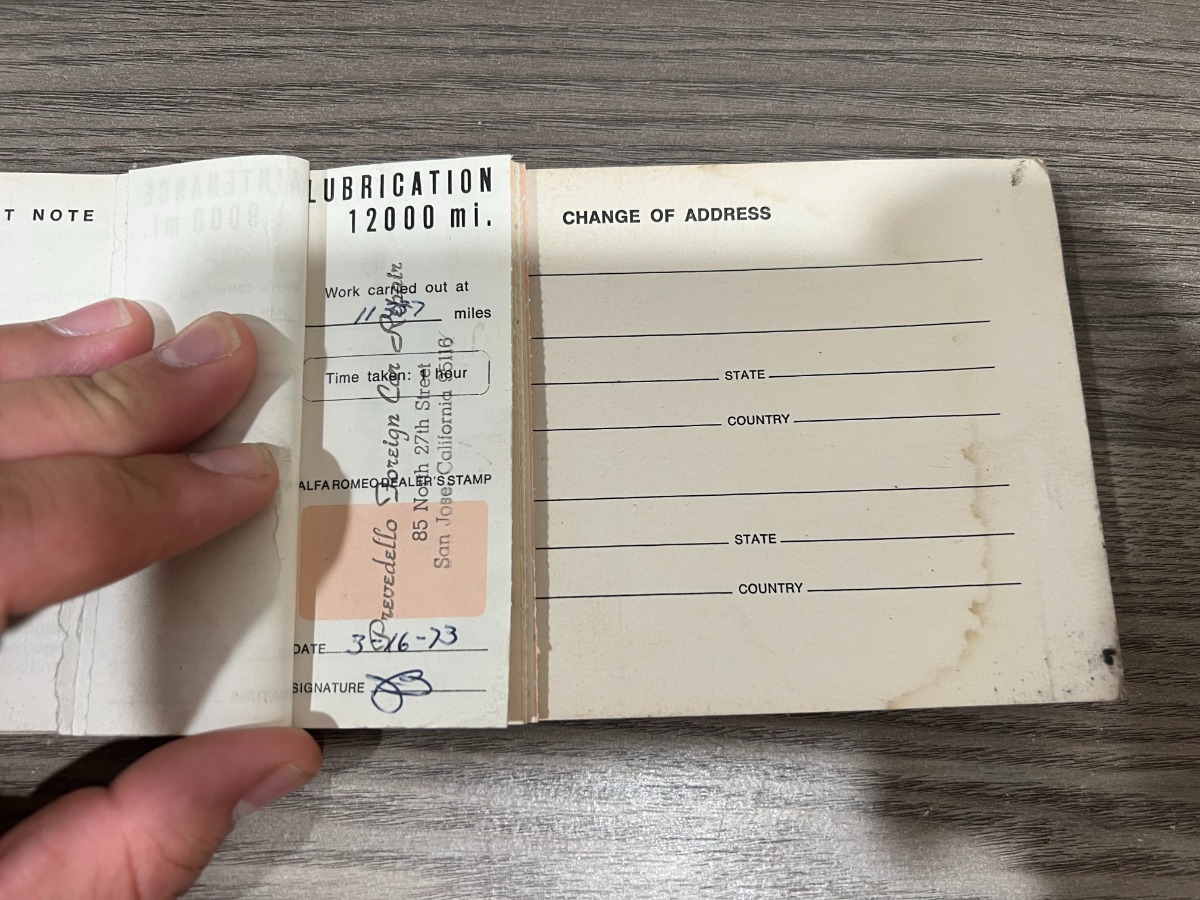 T NOTE
LUBRICATION
12000 mi.
Work carried out at
miles
Time taken: 1 hour
ALFA ROMEO DEALER'S STAMP
Prevedello Foreign Car Repair
85 North 27th Street
San Jose California 95116
DATE 3-16-73
SIGNATURE
CHANGE OF ADDRESS
STATE
COUNTRY
STATE
COUNTRY